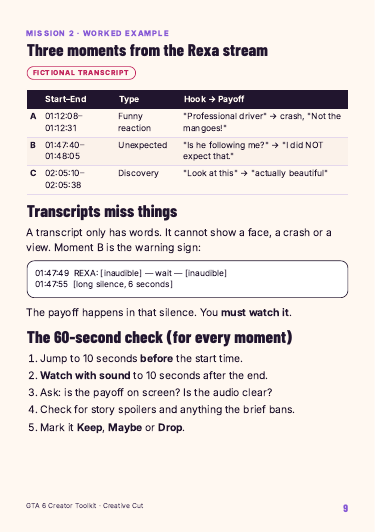 MISSION 2 · WORKED EXAMPLE
Three moments from the Rexa stream
FICTIONAL TRANSCRIPT
Start–End Type Hook → Payoff
A 01:12:08–01:12:31 Funny reaction "Professional driver" → crash, "Not the mangoes!"
B 01:47:40–01:48:05 Unexpected "Is he following me?" → "I did NOT expect that."
C 02:05:10–02:05:38 Discovery "Look at this" → "actually beautiful"
Transcripts miss things
A transcript only has words. It cannot show a face, a crash or a
view. Moment B is the warning sign:
01:47:49 REXA: [inaudible] — wait — [inaudible]
01:47:55 [long silence, 6 seconds]
The payoff happens in that silence. You must watch it.
The 60-second check (for every moment)
1. Jump to 10 seconds before the start time.
2. Watch with sound to 10 seconds after the end.
3. Ask: is the payoff on screen? Is the audio clear?
4. Check for story spoilers and anything the brief bans.
5. Mark it Keep, Maybe or Drop.
GTA 6 Creator Toolkit · Creative Cut
9